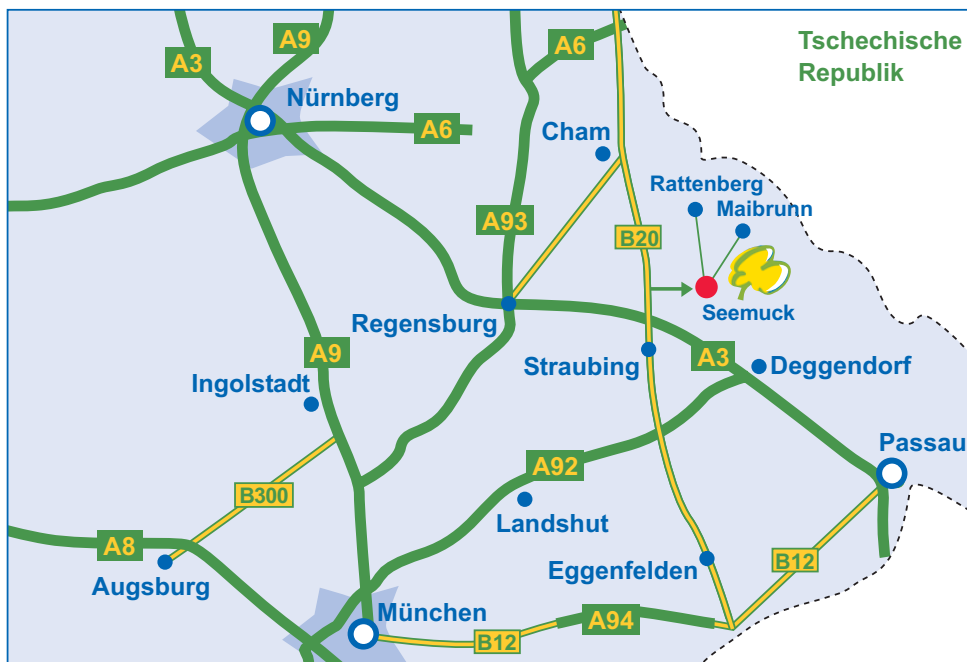 A9
A3
A6
Tschechische
Republik
Nürnberg
A6
Cham
Rattenberg
Maibrunn
A93
B20
Seemuck
Regensburg
A9
A3
Straubing
Deggendorf
Ingolstadt
Passau
A92
B300
Landshut
A8
Augsburg
Eggenfelden
B12
München
A94
B12